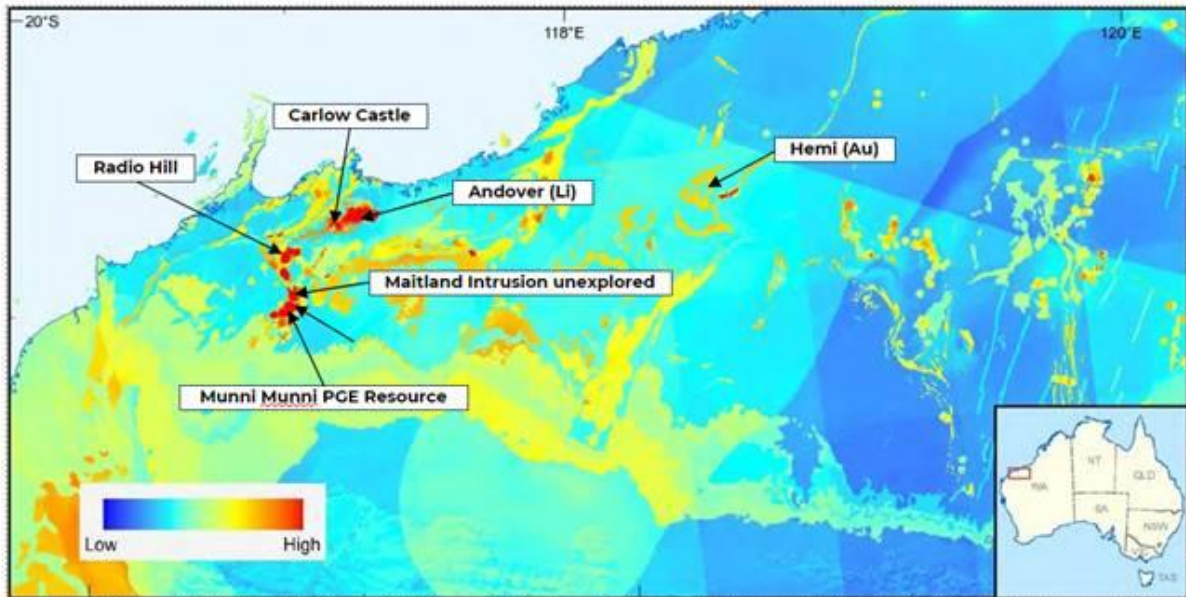 20°S
118°E
120°E
Carlow Castle
Radio Hill
Hemi (Au)
Andover (Li)
Maitland Intrusion unexplored
Munni Munni PGE Resource
Low
High
NT
WA
QLD
SA
NSW
TAS